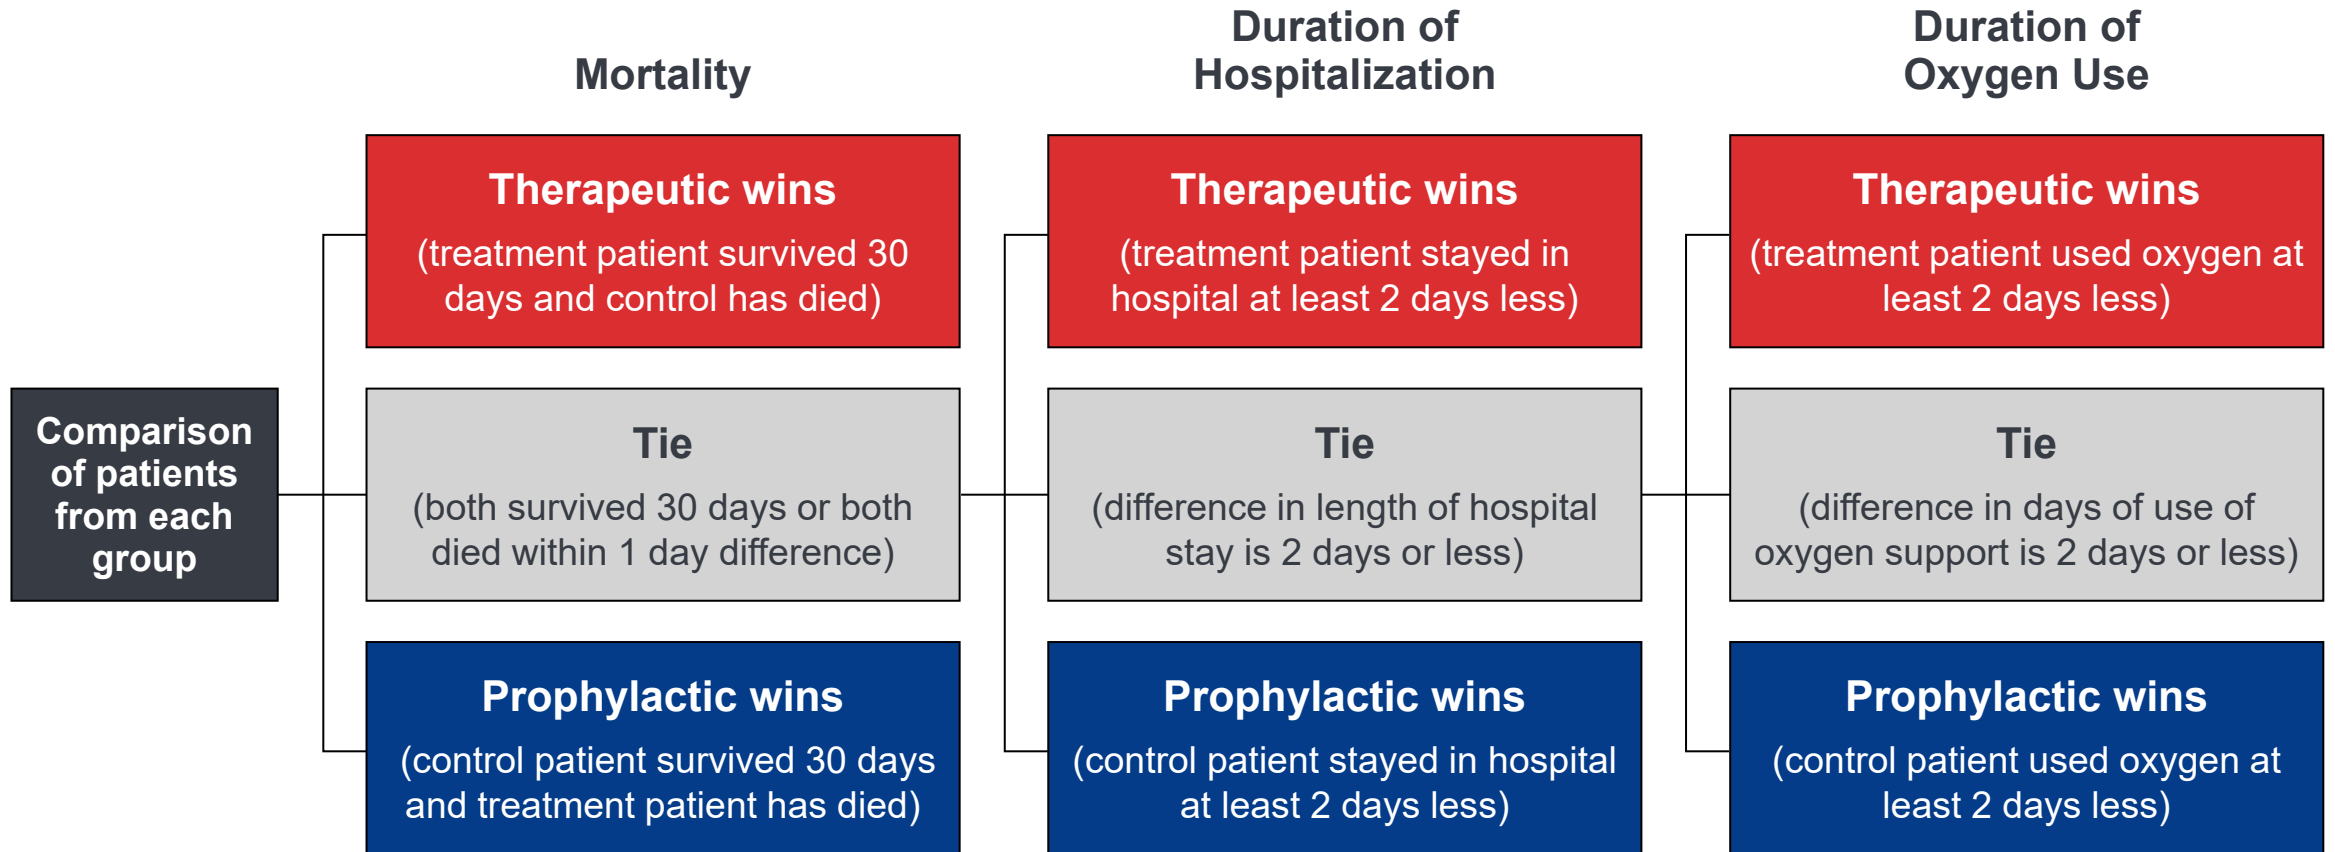 Mortality
Duration of
Hospitalization
Duration of
Oxygen Use
Comparison
of patients
from each
group
Therapeutic wins
(treatment patient survived 30
days and control has died)
Tie
(both survived 30 days or both
died within 1 day difference)
Prophylactic wins
(control patient survived 30 days
and treatment patient has died)
Therapeutic wins
(treatment patient stayed in
hospital at least 2 days less)
Tie
(difference in length of hospital
stay is 2 days or less)
Prophylactic wins
(control patient stayed in hospital
at least 2 days less)
Therapeutic wins
(treatment patient used oxygen at
least 2 days less)
Tie
(difference in days of use of
oxygen support is 2 days or less)
Prophylactic wins
(control patient used oxygen at
least 2 days less)